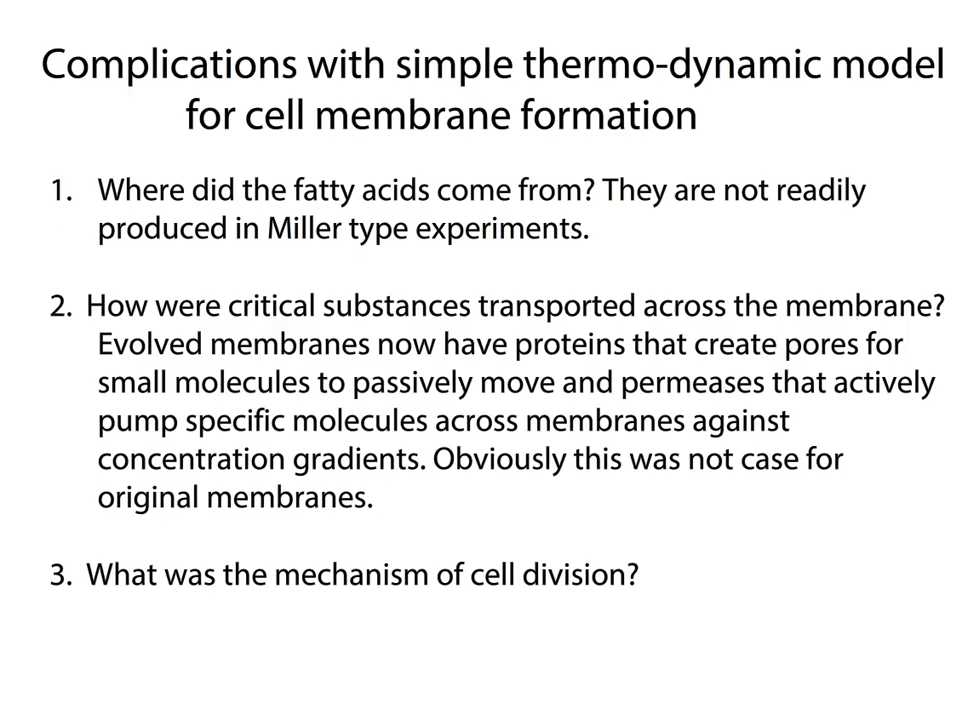 Complications with simple thermo-dynamic model
for cell membrane formation
1. Where did the fatty acids come from? They are not readily
produced in Miller type experiments.
2. How were critical substances transported across the membrane?
Evolved membranes now have proteins that create pores for
small molecules to passively move and permeases that actively
pump specific molecules across membranes against
concentration gradients. Obviously this was not case for
original membranes.
3. What was the mechanism of cell division?